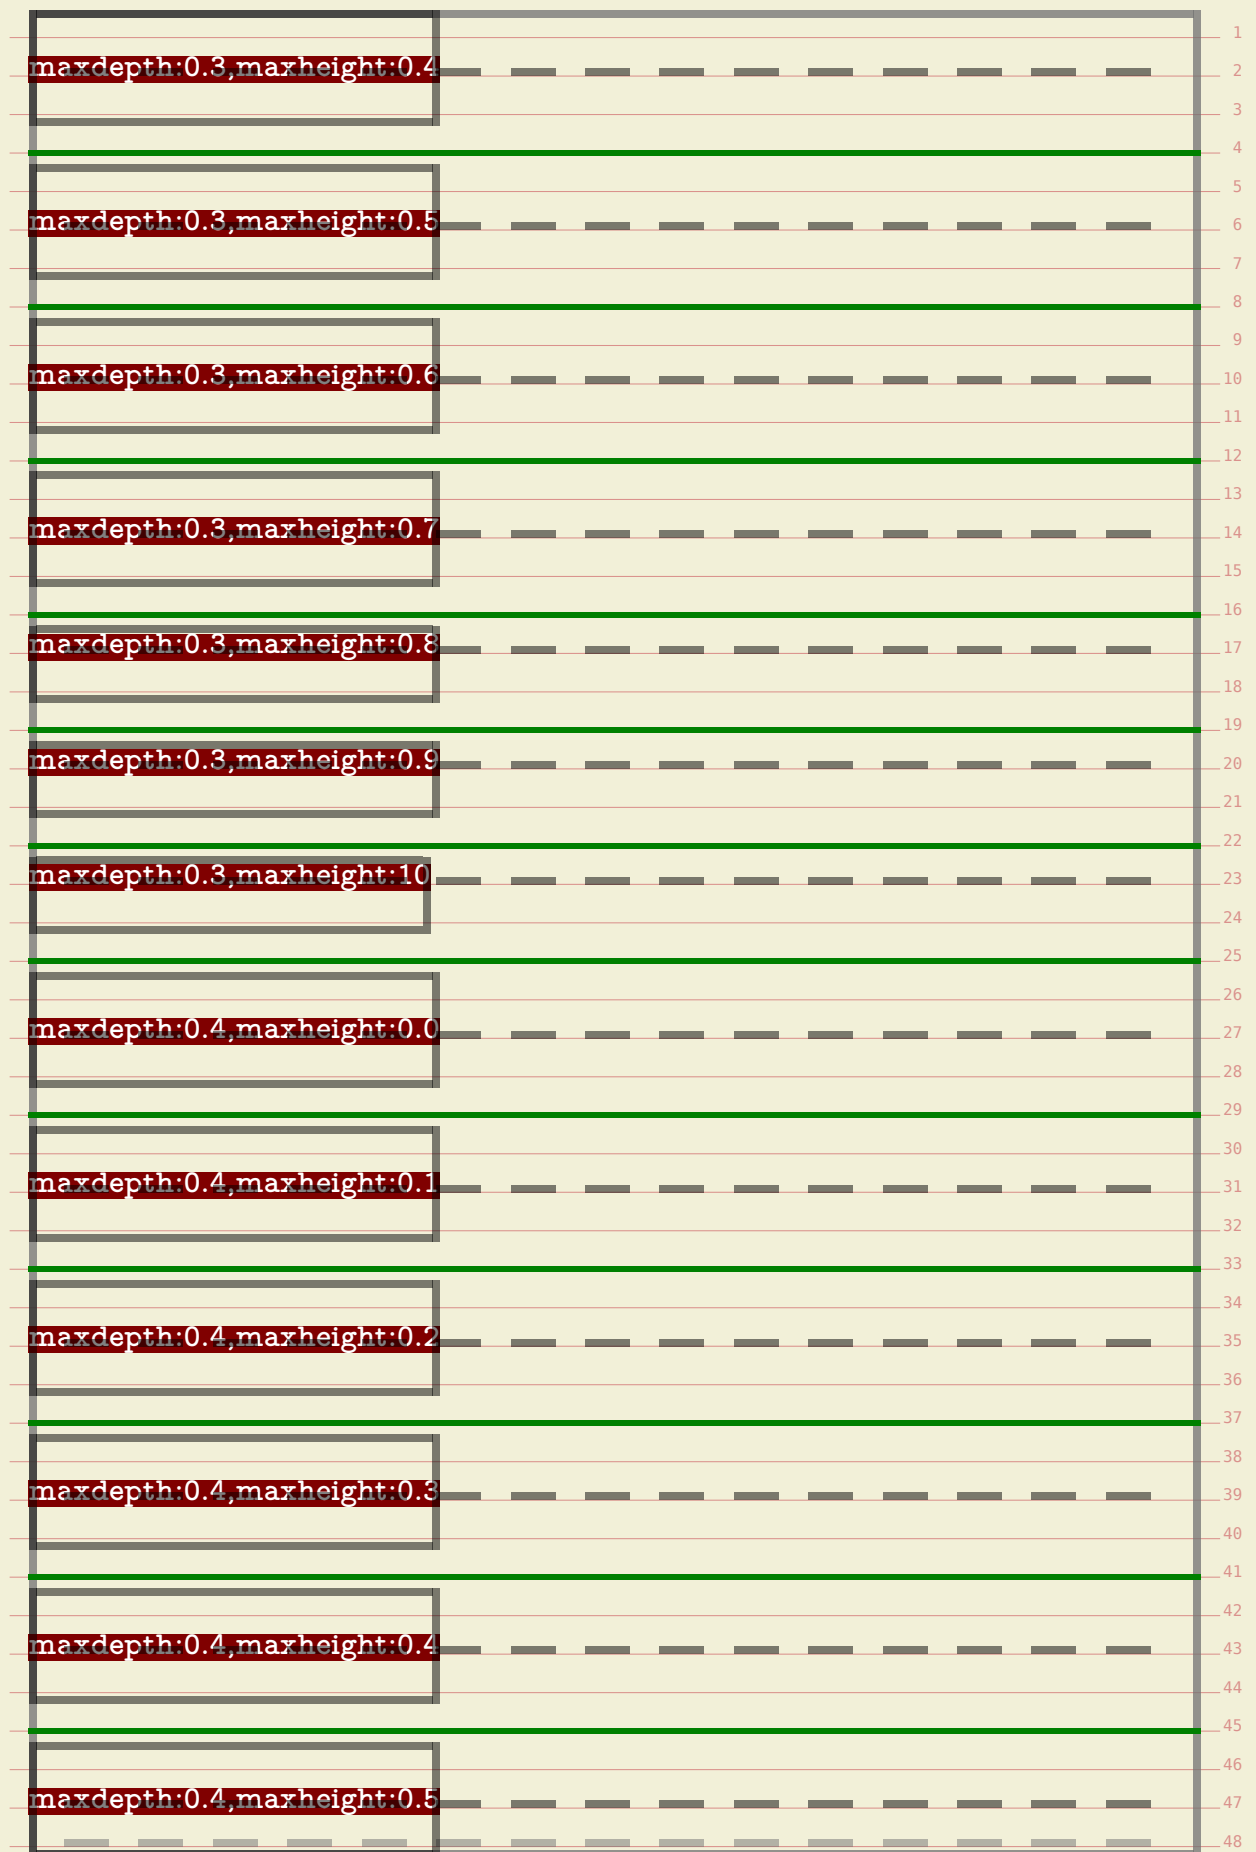 1
maxdepth:0.3,maxheight:0.4 2
3
4
5
maxdepth:0.3,maxheight:0.5 6
7
8
9
maxdepth:0.3,maxheight:0.6 10
11
12
13
maxdepth:0.3,maxheight:0.7 14
15
16
maxdepth:0.3,maxheight:0.8 17
18
19
maxdepth:0.3,maxheight:0.9 20
21
22
maxdepth:0.3,maxheight:10 23
24
25
26
maxdepth:0.4,maxheight:0.0 27
28
29
30
maxdepth:0.4,maxheight:0.1 31
32
33
34
maxdepth:0.4,maxheight:0.2 35
36
37
38
maxdepth:0.4,maxheight:0.3 39
40
41
42
maxdepth:0.4,maxheight:0.4 43
44
45
46
maxdepth:0.4,maxheight:0.5 47
48